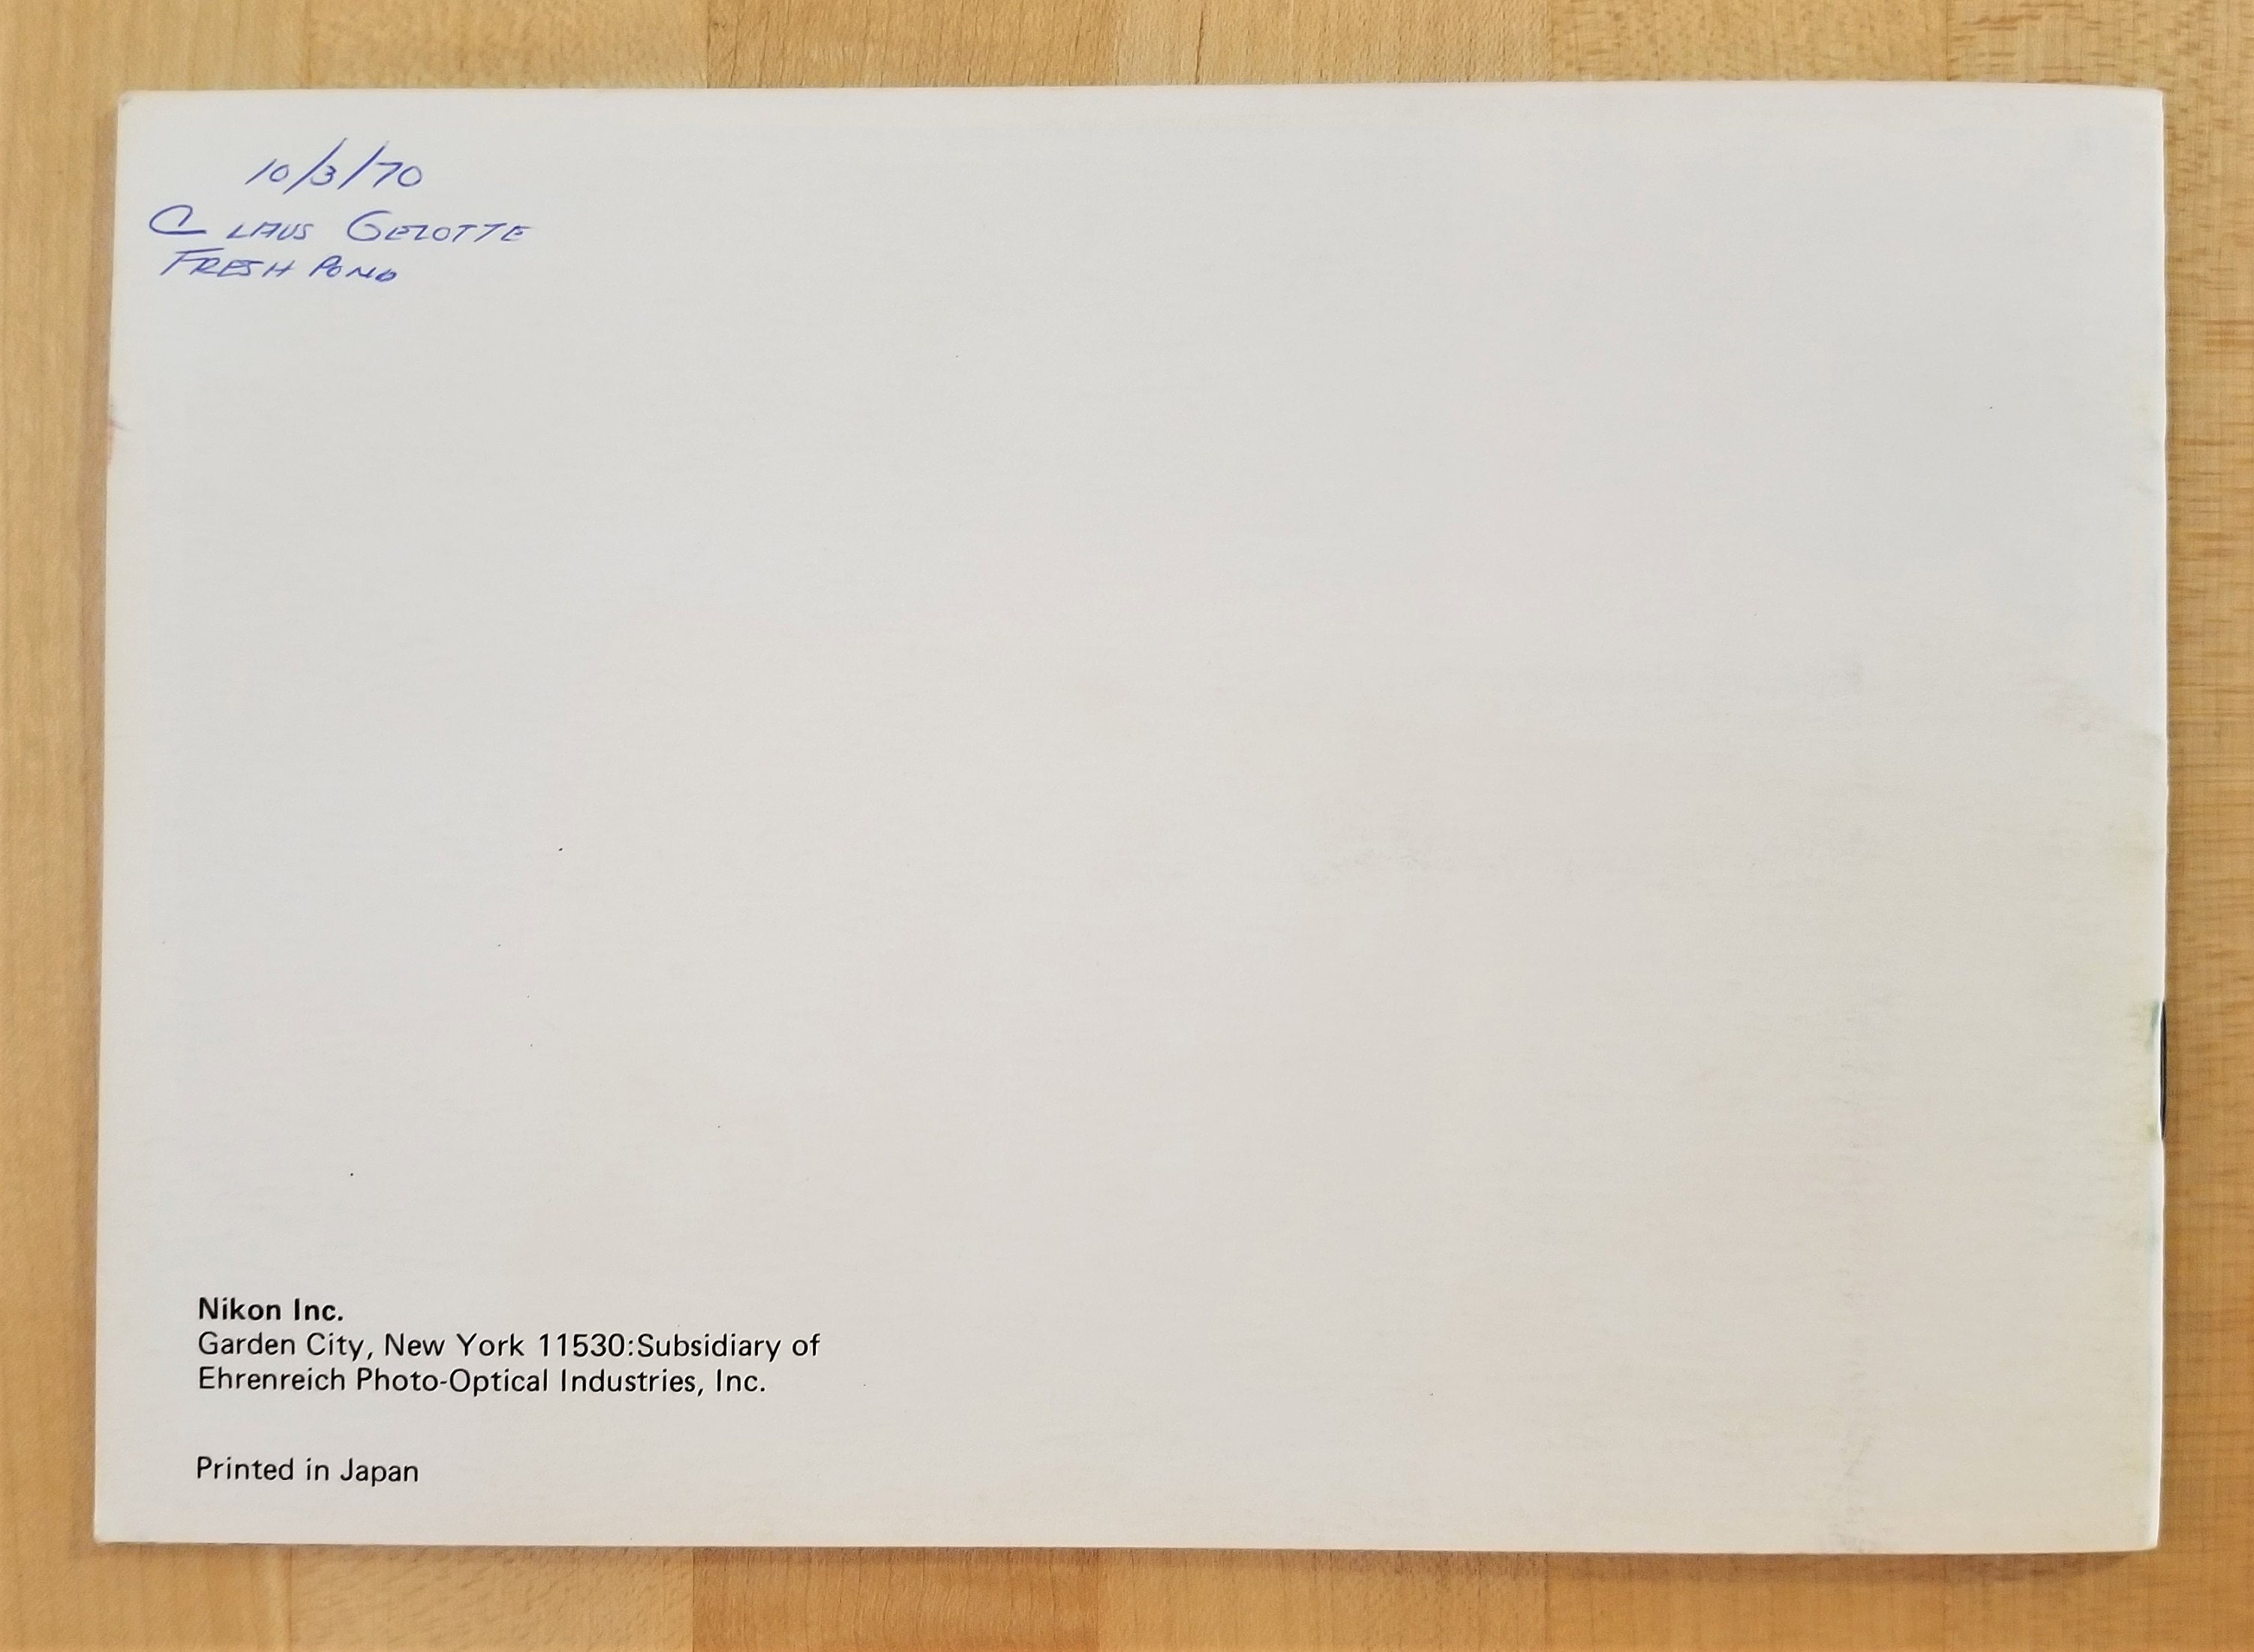 10/3/70
CLAUS GELOTTE
FRESH POND
Nikon Inc.
Garden City, New York 11530:Subsidiary of
Ehrenreich Photo-Optical Industries, Inc.
Printed in Japan